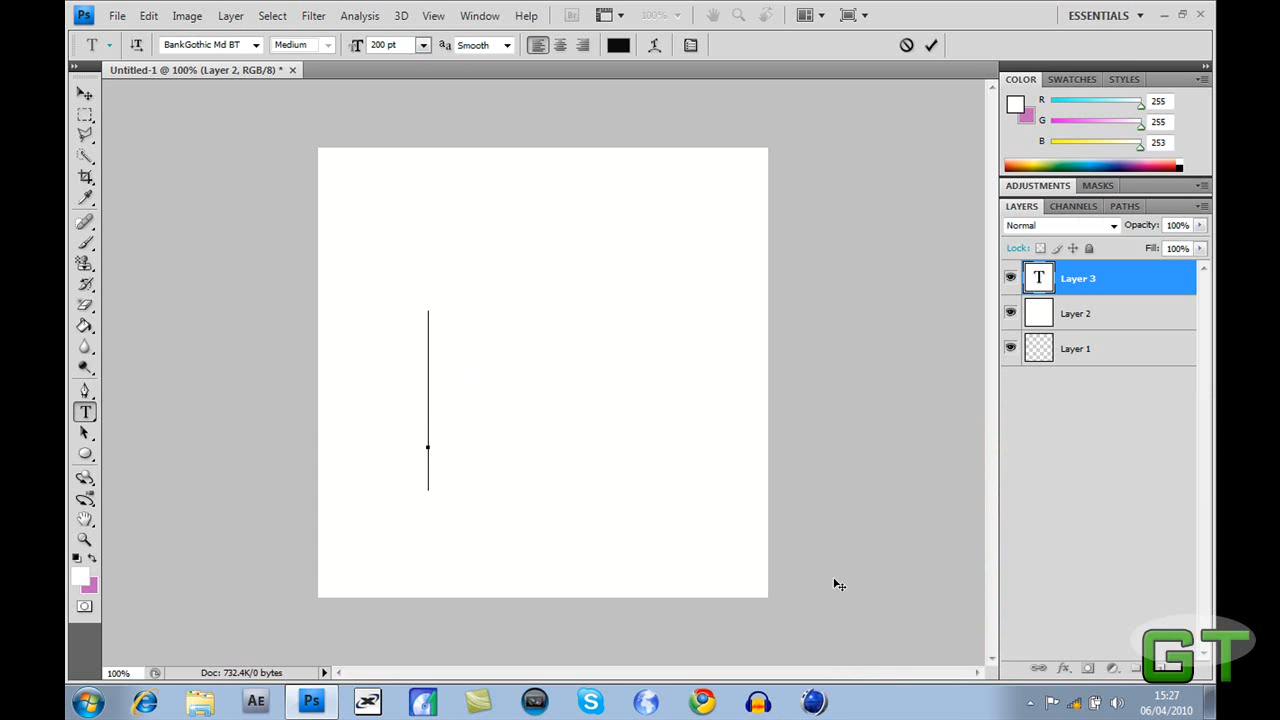 Ps File Edit Image Layer Select Filter Analysis 3D View Window Help Br 100% ESSENTIALS
T BankGothic Md BT Medium 200 pt aa Smooth
Untitled-1 @ 100% (Layer 2, RGB/8) *
COLOR SWATCHES STYLES
R 255
G 255
B 253
ADJUSTMENTS MASKS
LAYERS CHANNELS PATHS
Normal Opacity: 100%
Lock: Fill: 100%
T Layer 3
Layer 2
Layer 1
T
GT
100% Doc: 732.4K/0 bytes
fx
Ae Ps
15:27
06/04/2010